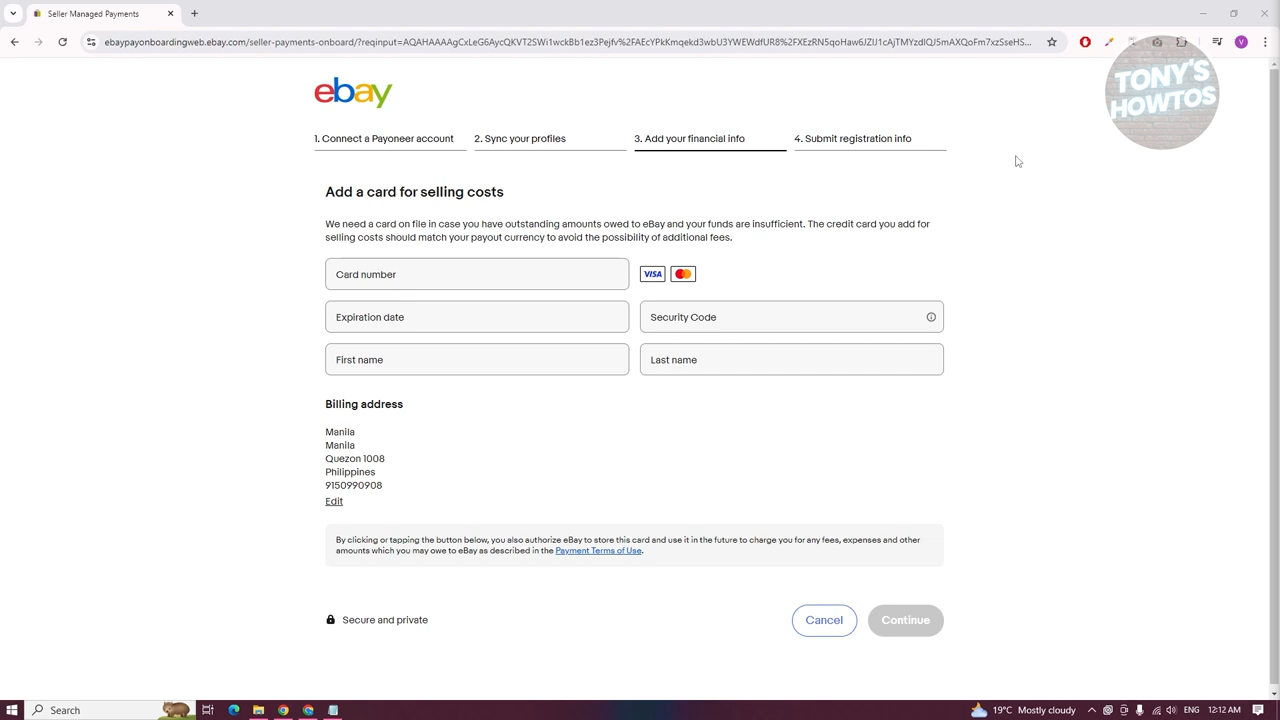 Seller Managed Payments
ebaypayonboardingweb.ebay.com/seller-payments-onboard/?reqinput=AQAHAAAAgCxLeG6AycQKVT2SWi1wckBb1ez3Pejfv%2FAEcYPkKmqekd3wbU3YWEWdfUR8%2FXEzRN5qoHaw6JZlJ1cAjTMYzdlQJ5mAXQoFm7xzSseHS...
TONY'S
HOWTOS
ebay
1. Connect a Payoneer account
2. Sync your profiles
3. Add your financial info
4. Submit registration info
Add a card for selling costs
We need a card on file in case you have outstanding amounts owed to eBay and your funds are insufficient. The credit card you add for
selling costs should match your payout currency to avoid the possibility of additional fees.
Card number
VISA
Expiration date
Security Code
First name
Last name
Billing address
Manila
Manila
Quezon 1008
Philippines
9150990908
Edit
By clicking or tapping the button below, you also authorize eBay to store this card and use it in the future to charge you for any fees, expenses and other
amounts which you may owe to eBay as described in the Payment Terms of Use.
Secure and private
Cancel
Continue
Search
19°C Mostly cloudy
ENG
12:12 AM